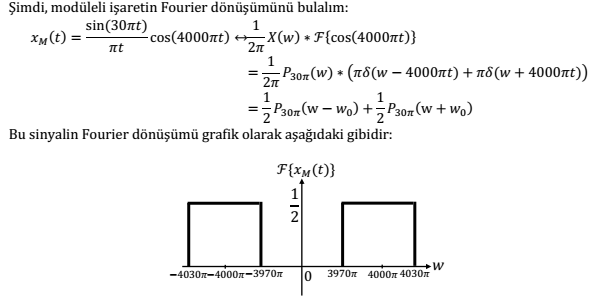 Şimdi, modüleli işaretin Fourier dönüşümünü bulalım:
x_M(t) = sin(30πt)/πt cos(4000πt) ↔ 1/2π X(w) * ℱ{cos(4000πt)}
= 1/2π P_30π(w) * (πδ(w − 4000πt) + πδ(w + 4000πt))
= 1/2 P_30π(w − w_0) + 1/2 P_30π(w + w_0)
Bu sinyalin Fourier dönüşümü grafik olarak aşağıdaki gibidir:
ℱ{x_M(t)}
1/2
−4030π −4000π −3970π 0 3970π 4000π 4030π w